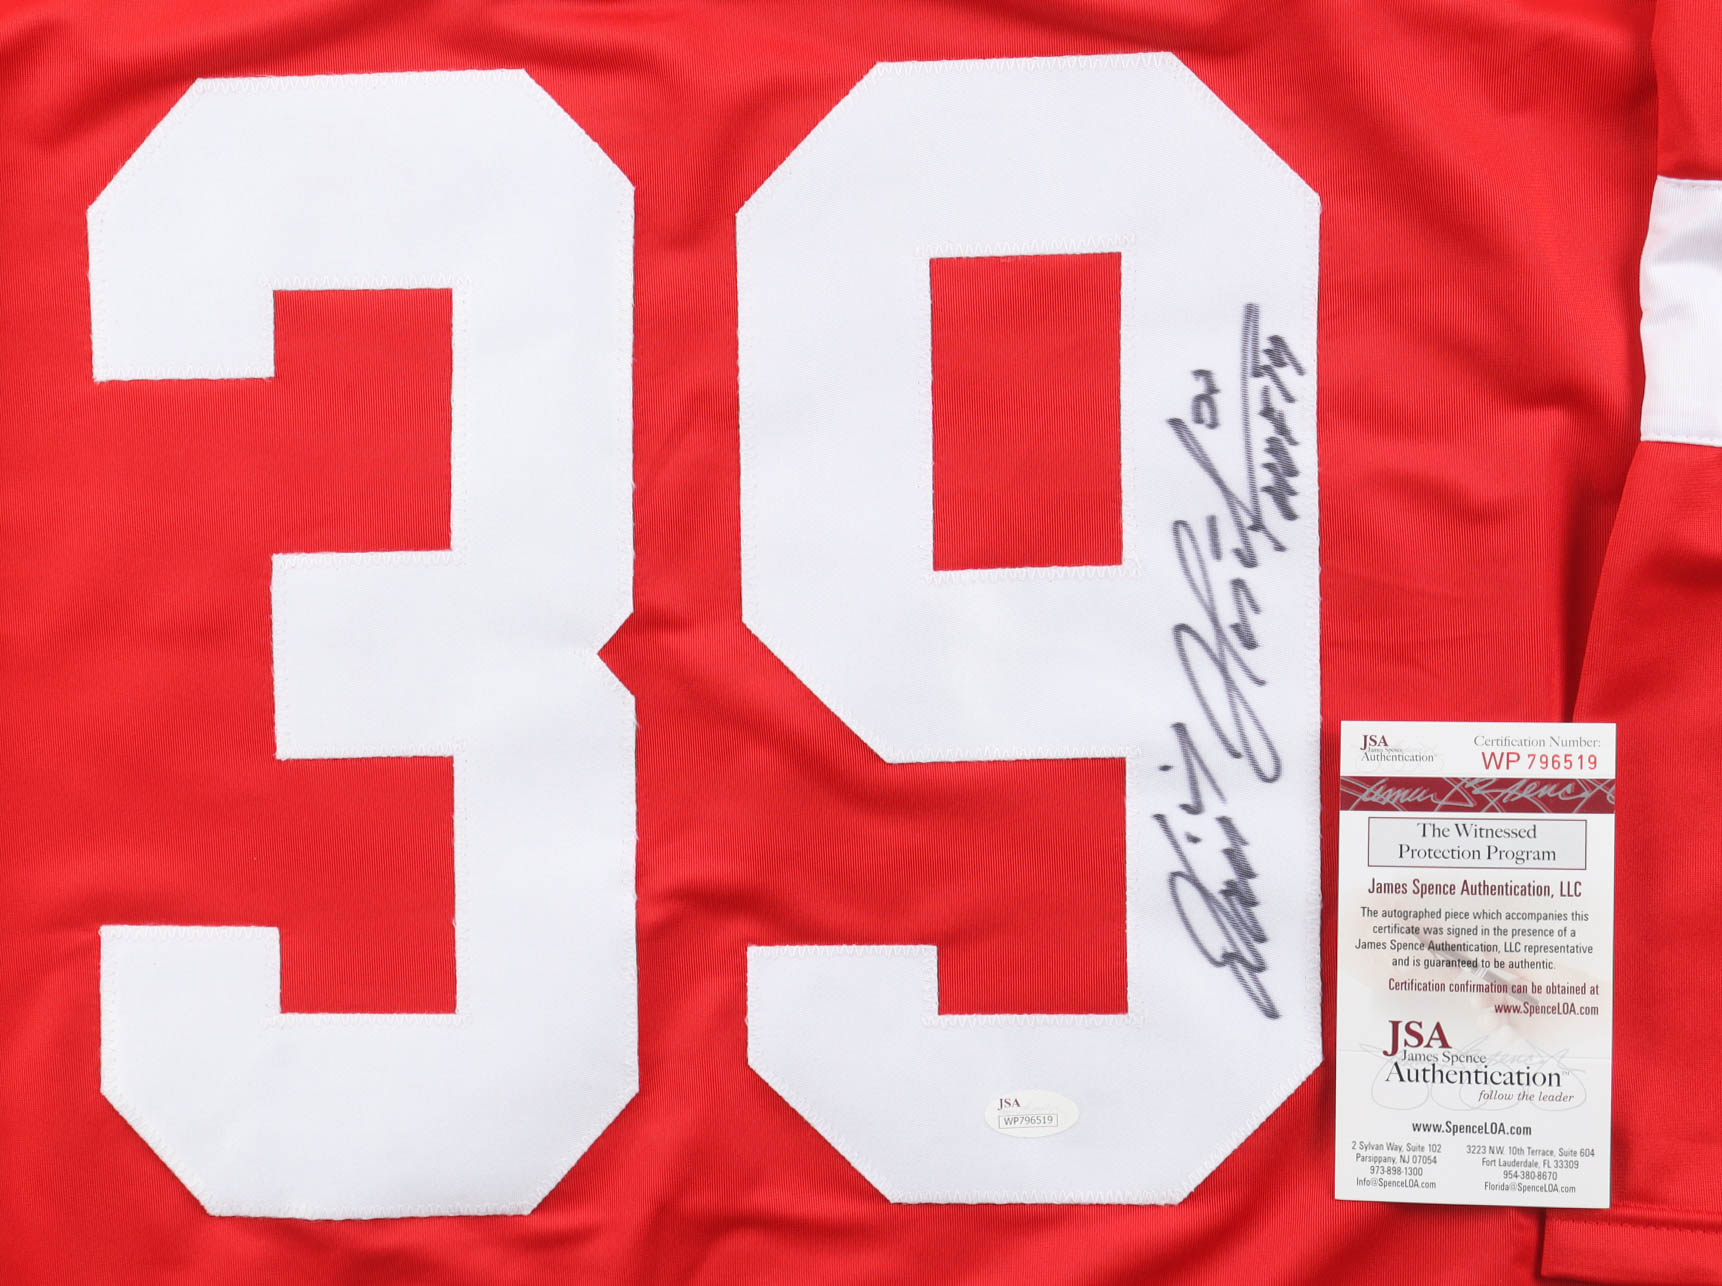 39
JSA
WP796519
JSA
James Spence
Authentication
Certification Number:
WP 796519
The Witnessed
Protection Program
James Spence Authentication, LLC
The autographed piece which accompanies this
certificate was signed in the presence of a
James Spence Authentication, LLC representative
and is guaranteed to be authentic.
Certification confirmation can be obtained at
www.SpenceLOA.com
JSA
James Spence
Authentication™
follow the leader
www.SpenceLOA.com
2 Sylvan Way, Suite 102
Parsippany, NJ 07054
973-898-1300
Info@SpenceLOA.com
3223 N.W. 10th Terrace, Suite 604
Fort Lauderdale, FL 33309
954-380-8670
Florida@SpenceLOA.com